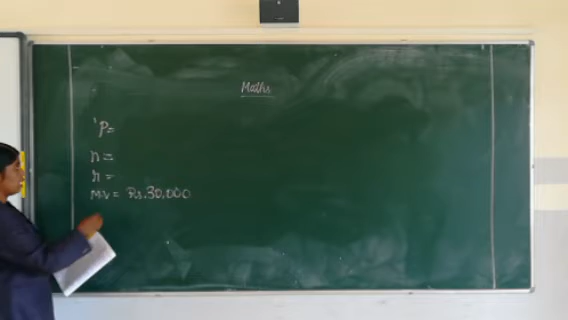 Maths
P=
n=
r=
MV= Rs.30,000